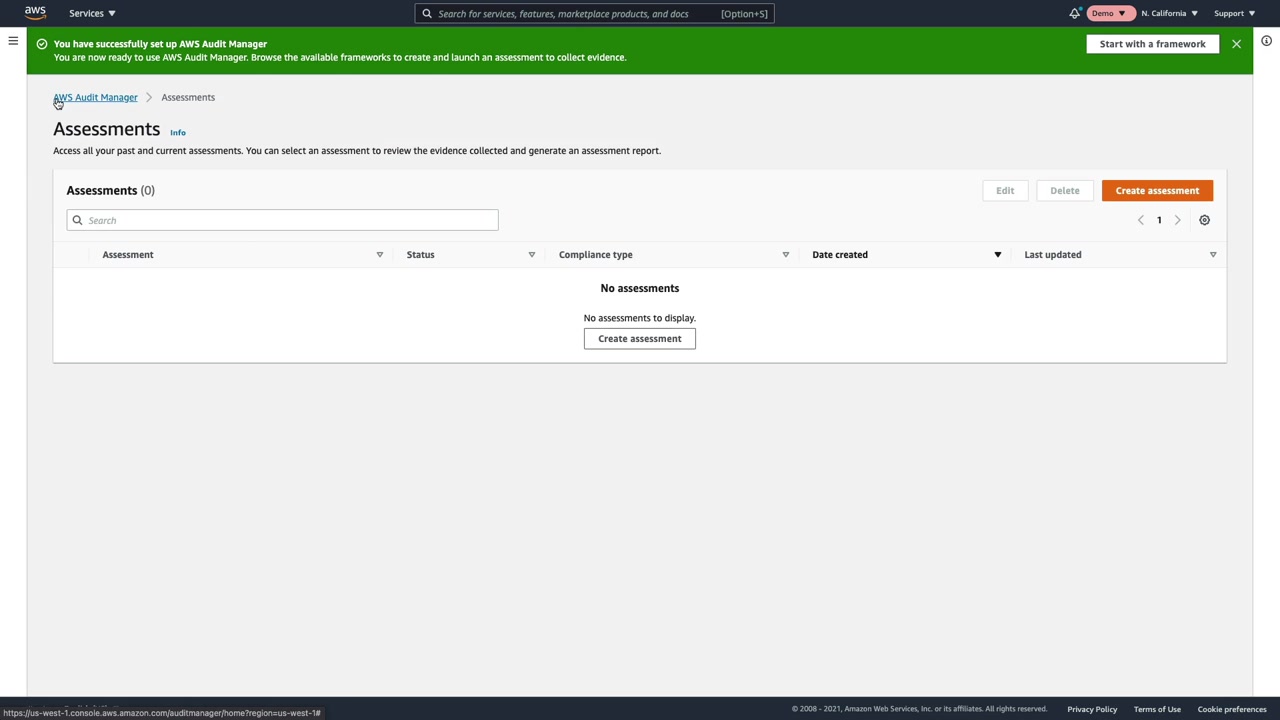 aws
Services
Search for services, features, marketplace products, and docs [Option+S]
Demo
N. California
Support
You have successfully set up AWS Audit Manager
You are now ready to use AWS Audit Manager. Browse the available frameworks to create and launch an assessment to collect evidence.
Start with a framework
AWS Audit Manager
Assessments
Assessments Info
Access all your past and current assessments. You can select an assessment to review the evidence collected and generate an assessment report.
Assessments (0)
Edit
Delete
Create assessment
Search
1
Assessment
Status
Compliance type
Date created
Last updated
No assessments
No assessments to display.
Create assessment
https://us-west-1.console.aws.amazon.com/auditmanager/home?region=us-west-1#
© 2008 - 2021, Amazon Web Services, Inc. or its affiliates. All rights reserved.
Privacy Policy
Terms of Use
Cookie preferences